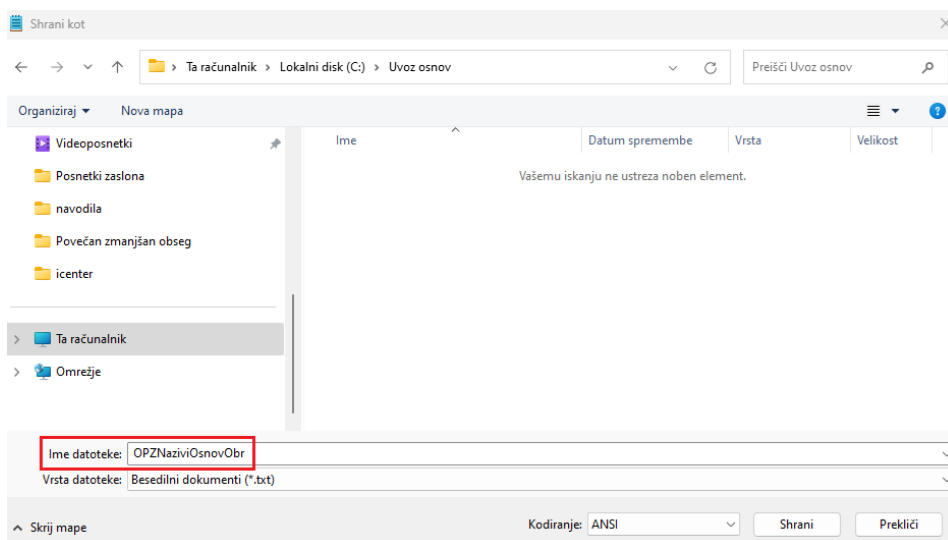 Shrani kot
Ta računalnik > Lokalni disk (C:) > Uvoz osnov
Preišči Uvoz osnov
Organiziraj
Nova mapa
Ime
Datum spremembe
Vrsta
Velikost
Videoposnetki
Posnetki zaslona
navodila
Povečan zmanjšan obseg
icenter
Ta računalnik
Omrežje
Vašemu iskanju ne ustreza noben element.
Ime datoteke: OPZNaziviOsnovObr
Vrsta datoteke: Besedilni dokumenti (*.txt)
Skrij mape
Kodiranje: ANSI
Shrani
Prekliči